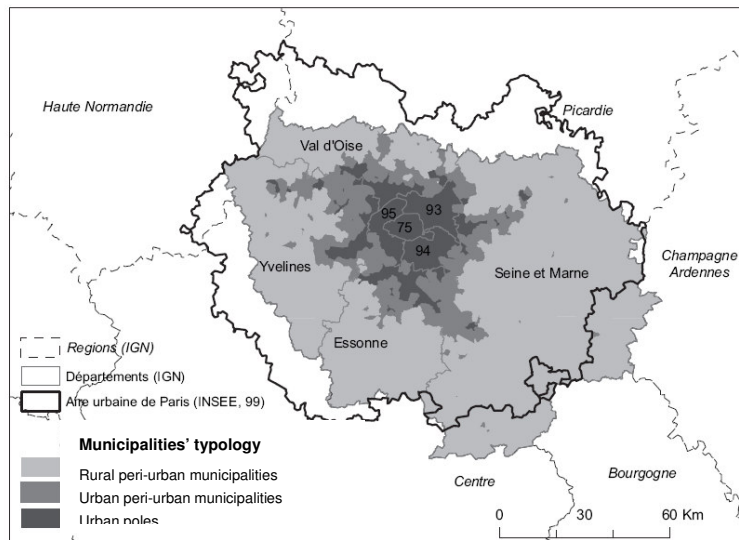 Haute Normandie
Picardie
Val d'Oise
95
93
75
94
Champagne
Ardennes
Yvelines
Seine et Marne
Essonne
Regions (IGN)
Départements (IGN)
Aire urbaine de Paris (INSEE, 99)
Municipalities' typology
Rural peri-urban municipalities
Urban peri-urban municipalities
Urban poles
Centre
Bourgogne
0 30 60 Km